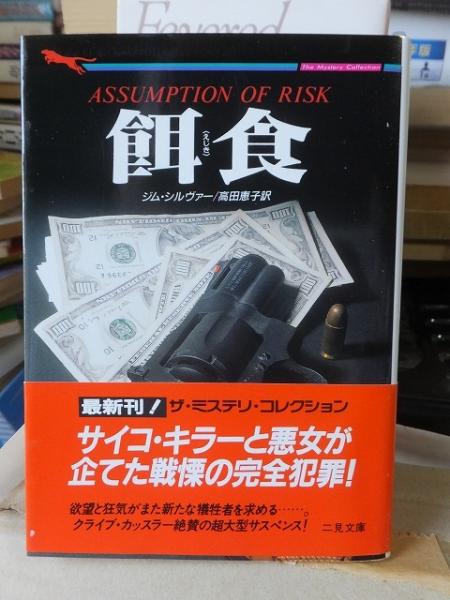 Favored
The Mystery Collection
ASSUMPTION OF RISK
餌食
(えじき)
ジム・シルヴァー/高田恵子訳
最新刊! ザ・ミステリ・コレクション
サイコ・キラーと悪女が
企てた戦慄の完全犯罪!
欲望と狂気がまた新たな犠牲者を求める……。
クライブ・カッスラー絶賛の超大型サスペンス!
二見文庫